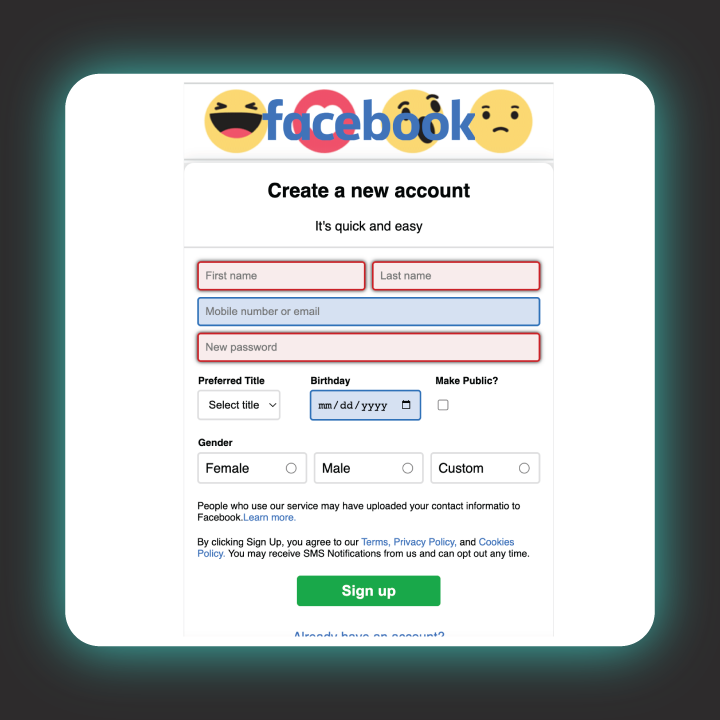 facebook
Create a new account
It's quick and easy
First name Last name
Mobile number or email
New password
Preferred Title Birthday Make Public?
Select title mm/dd/yyyy
Gender
Female Male Custom
People who use our service may have uploaded your contact informatio to
Facebook.Learn more.
By clicking Sign Up, you agree to our Terms, Privacy Policy, and Cookies
Policy. You may receive SMS Notifications from us and can opt out any time.
Sign up
Already have an account?